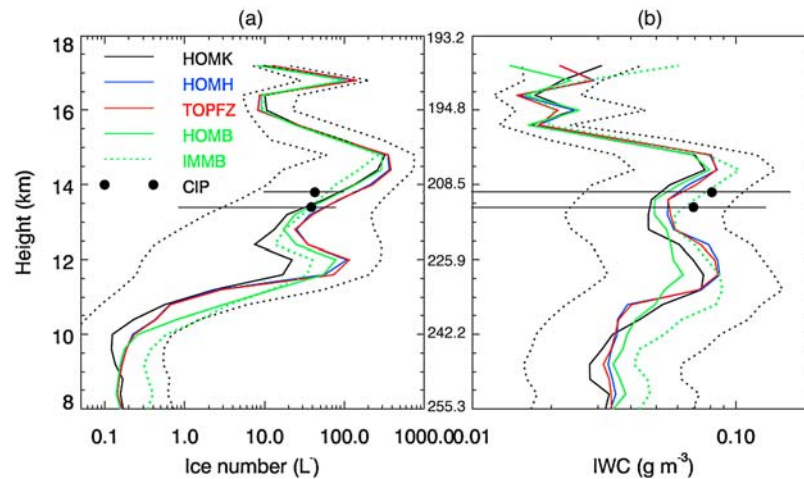 (a)
(b)
18
16
14
12
10
8
Height (km)
HOMK
HOMH
TOPFZ
HOMB
IMMB
CIP
193.2
194.8
208.5
225.9
242.2
255.3
0.1
1.0
10.0
100.0
1000.0
0.01
0.10
Ice number (L⁻)
IWC (g m⁻³)